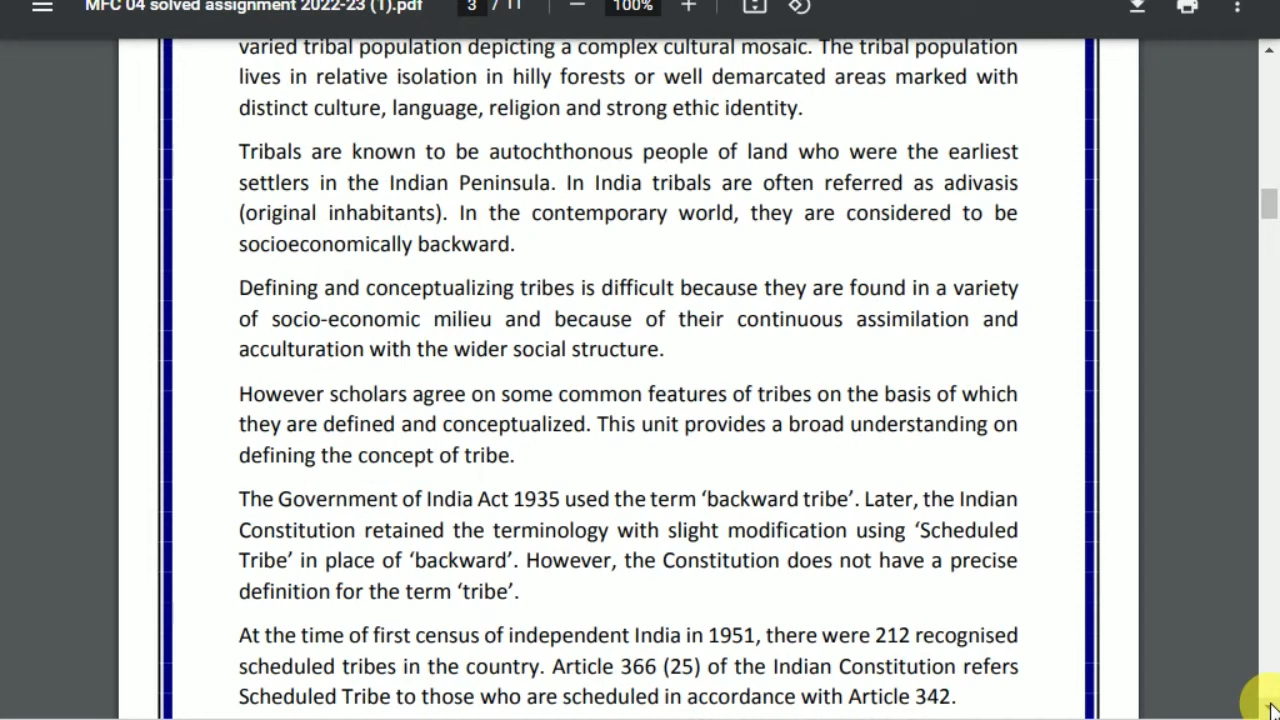 MFC 04 solved assignment 2022-23 (1).pdf 3 / 11 100%
varied tribal population depicting a complex cultural mosaic. The tribal population
lives in relative isolation in hilly forests or well demarcated areas marked with
distinct culture, language, religion and strong ethic identity.
Tribals are known to be autochthonous people of land who were the earliest
settlers in the Indian Peninsula. In India tribals are often referred as adivasis
(original inhabitants). In the contemporary world, they are considered to be
socioeconomically backward.
Defining and conceptualizing tribes is difficult because they are found in a variety
of socio-economic milieu and because of their continuous assimilation and
acculturation with the wider social structure.
However scholars agree on some common features of tribes on the basis of which
they are defined and conceptualized. This unit provides a broad understanding on
defining the concept of tribe.
The Government of India Act 1935 used the term ‘backward tribe’. Later, the Indian
Constitution retained the terminology with slight modification using ‘Scheduled
Tribe’ in place of ‘backward’. However, the Constitution does not have a precise
definition for the term ‘tribe’.
At the time of first census of independent India in 1951, there were 212 recognised
scheduled tribes in the country. Article 366 (25) of the Indian Constitution refers
Scheduled Tribe to those who are scheduled in accordance with Article 342.